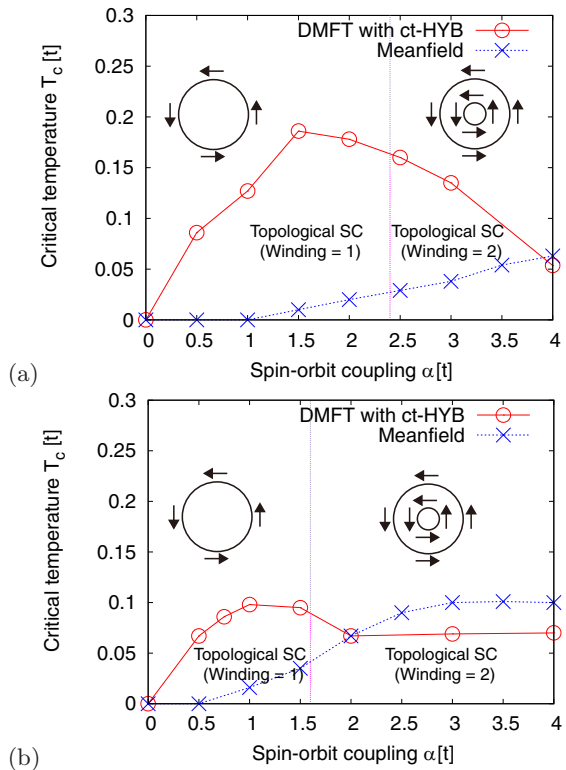 DMFT with ct-HYB
Meanfield
Critical temperature T_c [t]
0.3
0.25
0.2
0.15
0.1
0.05
0
Topological SC
(Winding = 1)
Topological SC
(Winding = 2)
0 0.5 1 1.5 2 2.5 3 3.5 4
Spin-orbit coupling α[t]
(a)
DMFT with ct-HYB
Meanfield
Critical temperature T_c [t]
0.3
0.25
0.2
0.15
0.1
0.05
0
Topological SC
(Winding = 1)
Topological SC
(Winding = 2)
0 0.5 1 1.5 2 2.5 3 3.5 4
Spin-orbit coupling α[t]
(b)